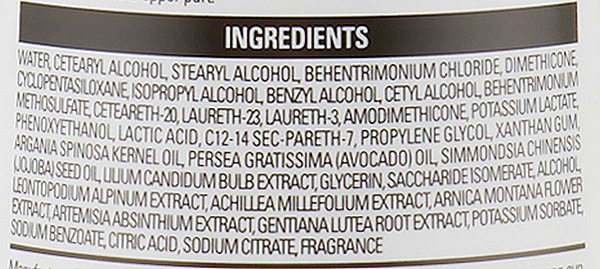 upper part.
INGREDIENTS
WATER, CETEARYL ALCOHOL, STEARYL ALCOHOL, BEHENTRIMONIUM CHLORIDE, DIMETHICONE,
CYCLOPENTASILOXANE, ISOPROPYL ALCOHOL, BENZYL ALCOHOL, CETYL ALCOHOL, BEHENTRIMONIUM
METHOSULFATE, CETEARETH-20, LAURETH-23, LAURETH-3, AMODIMETHICONE, POTASSIUM LACTATE,
PHENOXYETHANOL, LACTIC ACID, C12-14 SEC-PARETH-7, PROPYLENE GLYCOL, XANTHAN GUM,
ARGANIA SPINOSA KERNEL OIL, PERSEA GRATISSIMA (AVOCADO) OIL, SIMMONDSIA CHINENSIS
(JOJOBA) SEED OIL, LILIUM CANDIDUM BULB EXTRACT, GLYCERIN, SACCHARIDE ISOMERATE, ALCOHOL,
LEONTOPODIUM ALPINUM EXTRACT, ACHILLEA MILLEFOLIUM EXTRACT, ARNICA MONTANA FLOWER
EXTRACT, ARTEMISIA ABSINTHIUM EXTRACT, GENTIANA LUTEA ROOT EXTRACT, POTASSIUM SORBATE,
SODIUM BENZOATE, CITRIC ACID, SODIUM CITRATE, FRAGRANCE